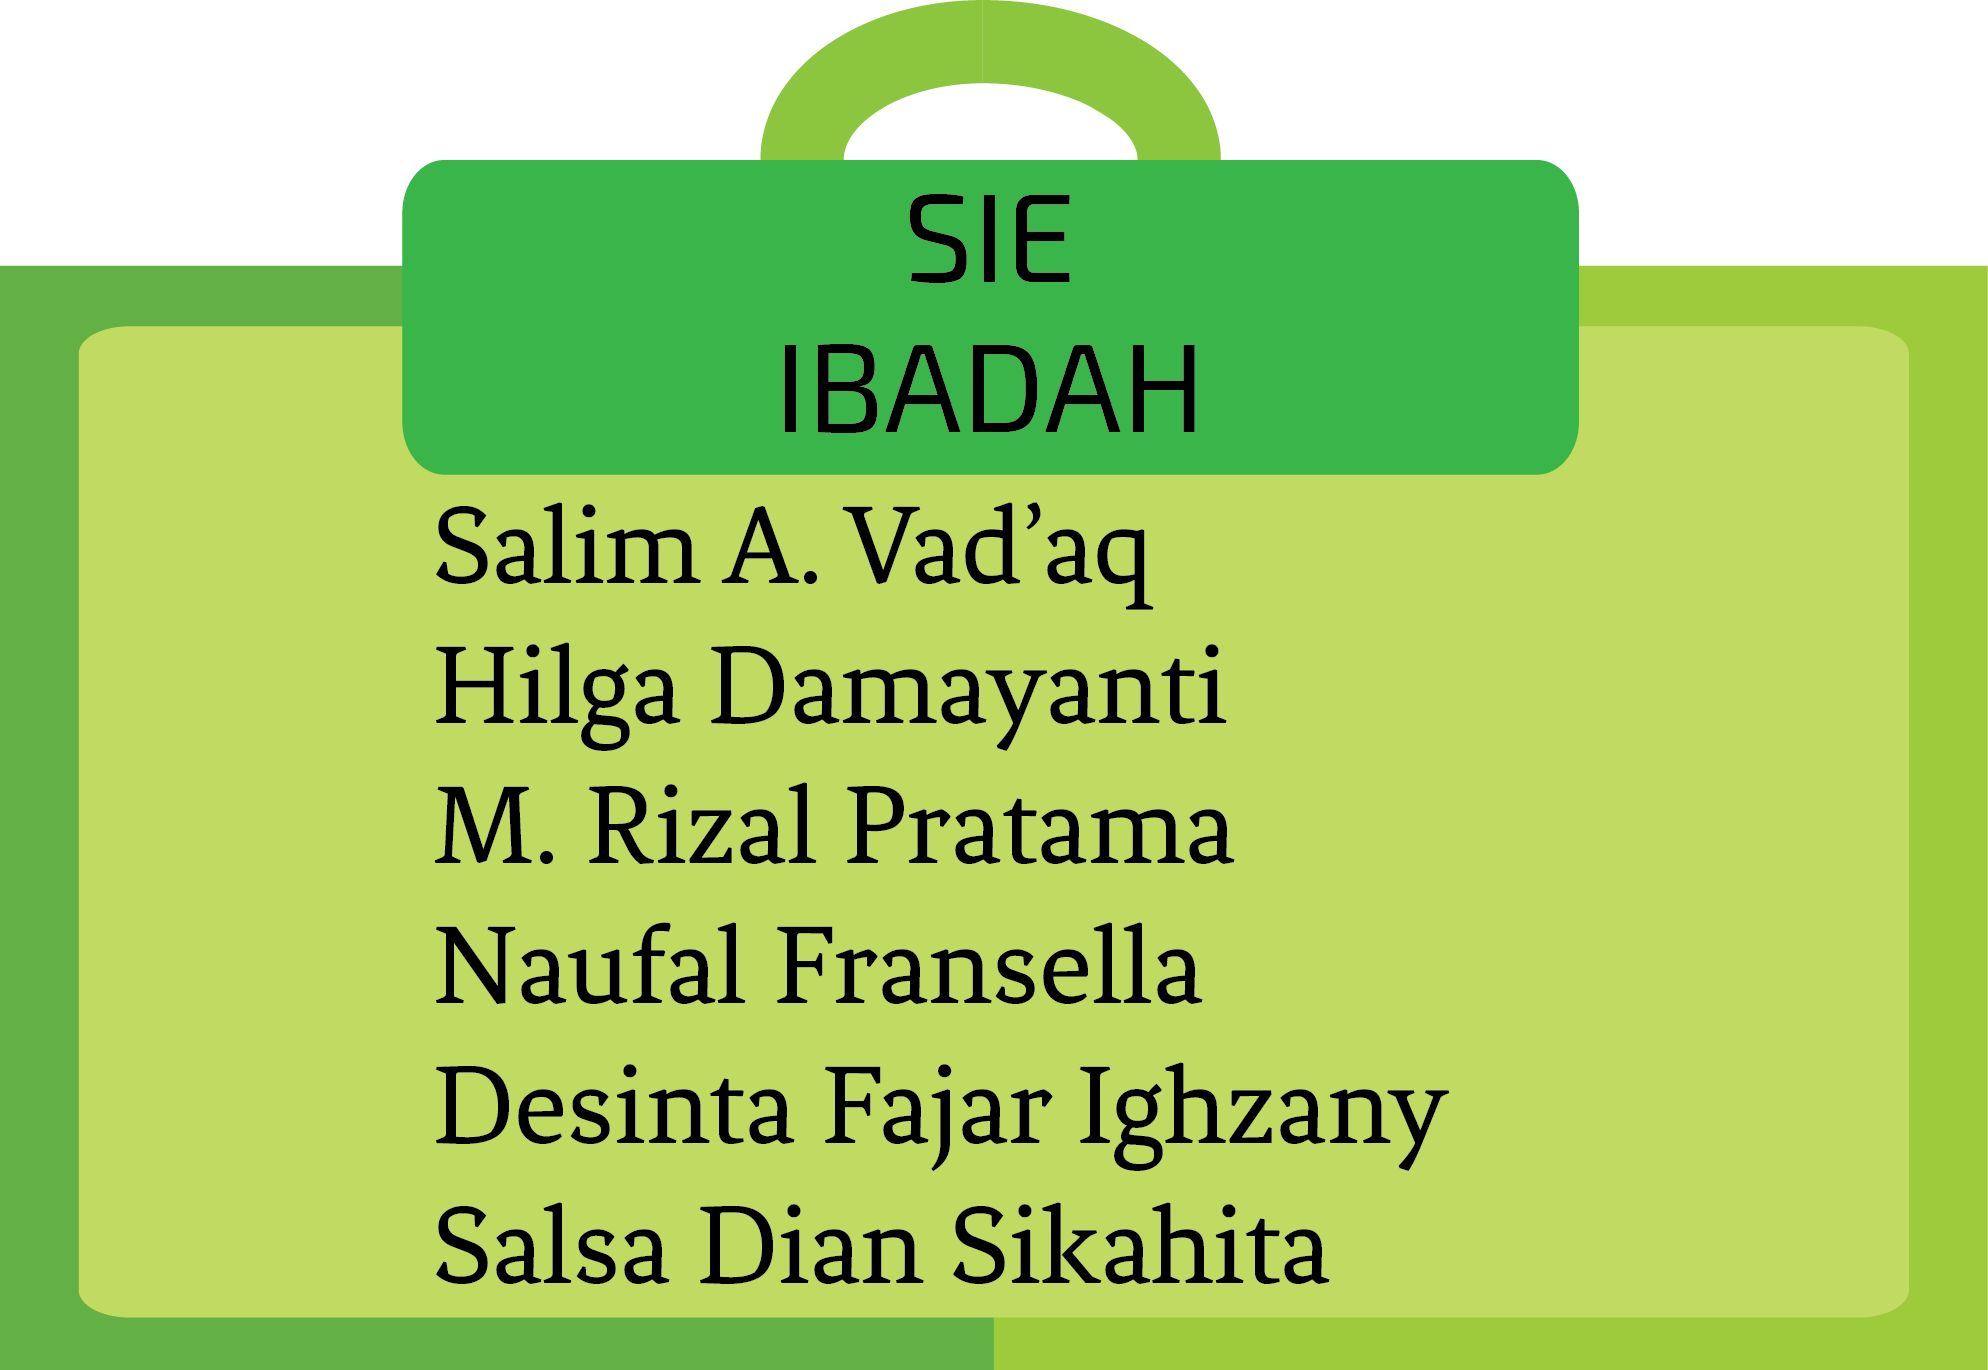 SIE
IBADAH
Salim A. Vad’aq
Hilga Damayanti
M. Rizal Pratama
Naufal Fransella
Desinta Fajar Ighzany
Salsa Dian Sikahita